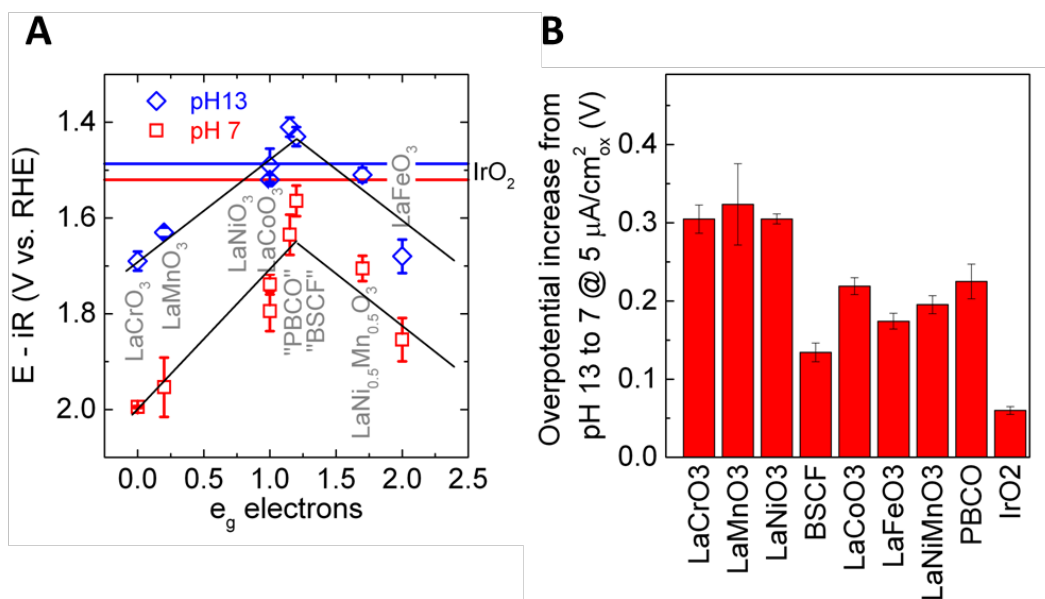 A
E - iR (V vs. RHE)
1.4
1.6
1.8
2.0
pH13
pH 7
IrO₂
LaCrO₃
LaMnO₃
LaNiO₃
LaCoO₃
"PBCO"
"BSCF"
LaNi₀.₅Mn₀.₅O₃
LaFeO₃
0.0 0.5 1.0 1.5 2.0 2.5
e_g electrons
B
Overpotential increase from
pH 13 to 7 @ 5 µA/cm²ox (V)
0.4
0.3
0.2
0.1
0.0
LaCrO3
LaMnO3
LaNiO3
BSCF
LaCoO3
LaFeO3
LaNiMnO3
PBCO
IrO2